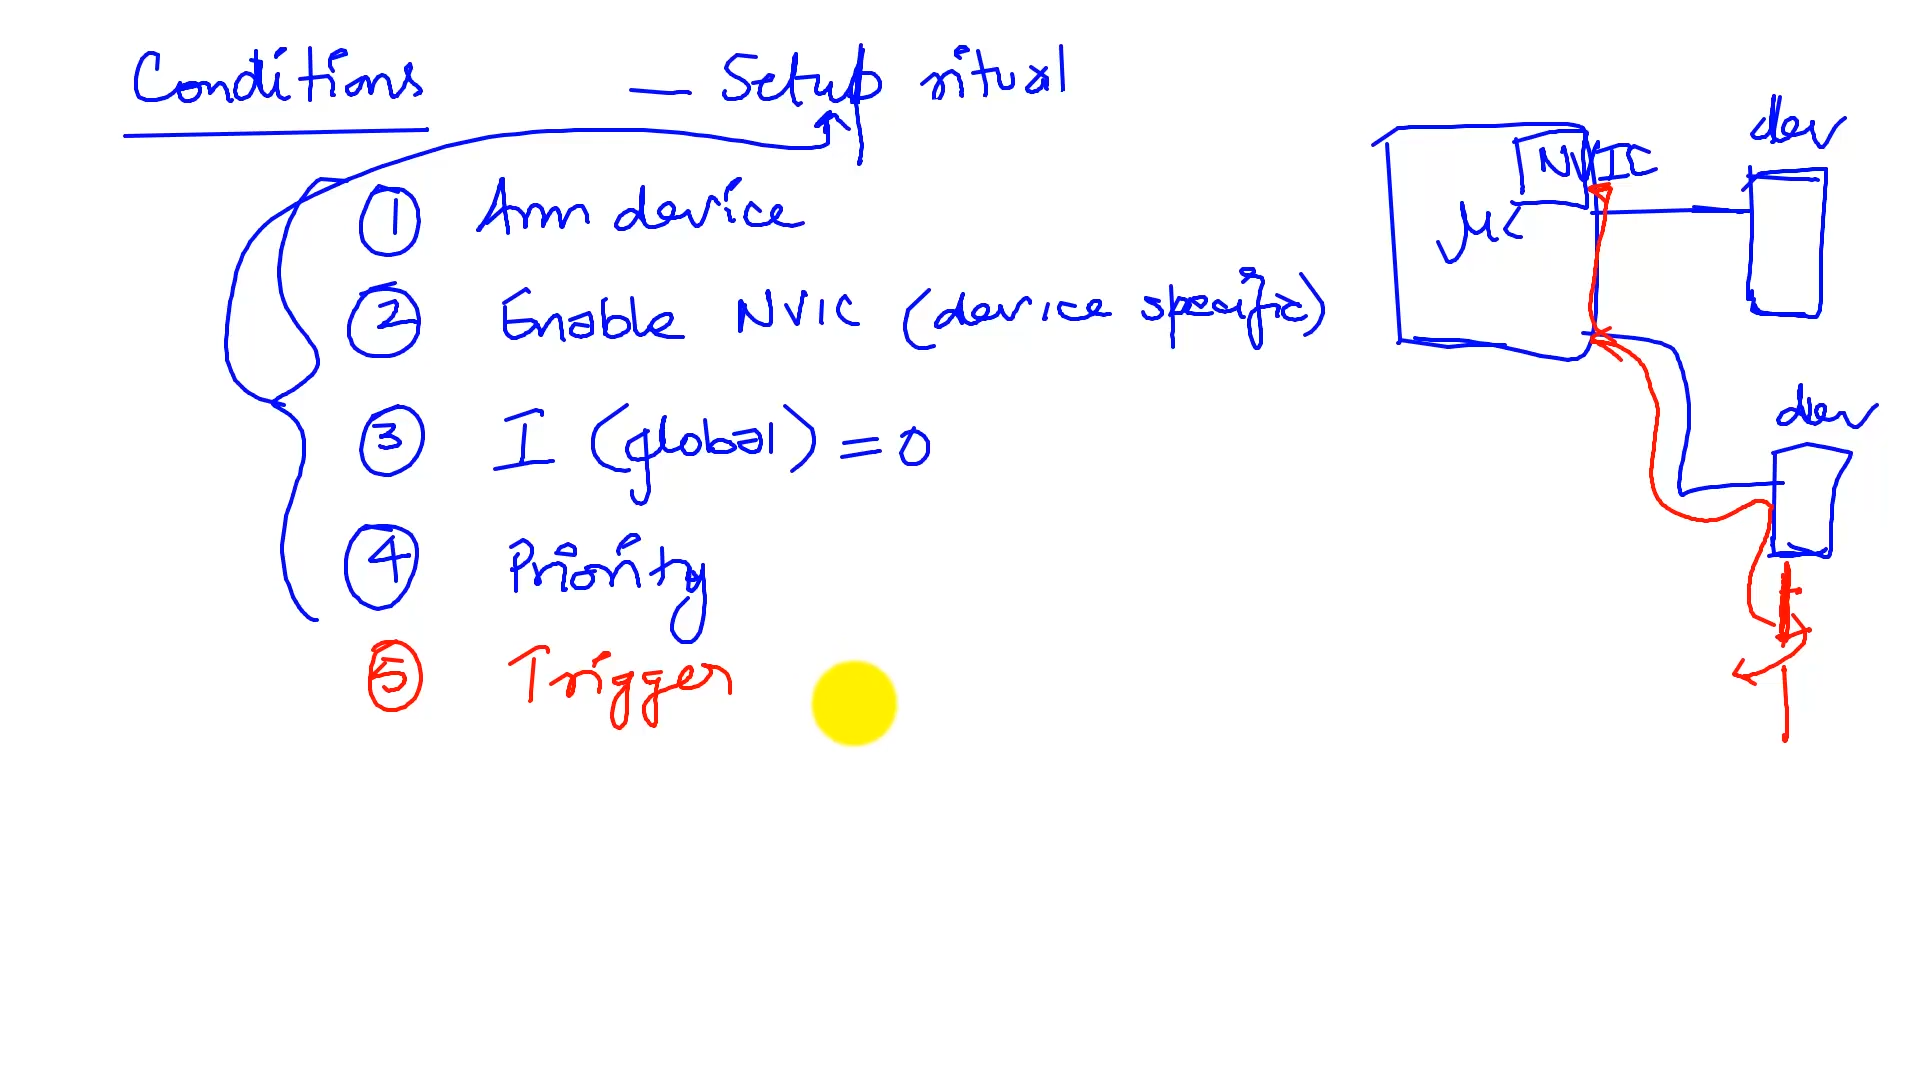 Conditions — Setup ritual
① Arm device
② Enable NVIC (device specific)
③ I (global) = 0
④ Priority
⑤ Trigger
dev
NVIC
μC
dev